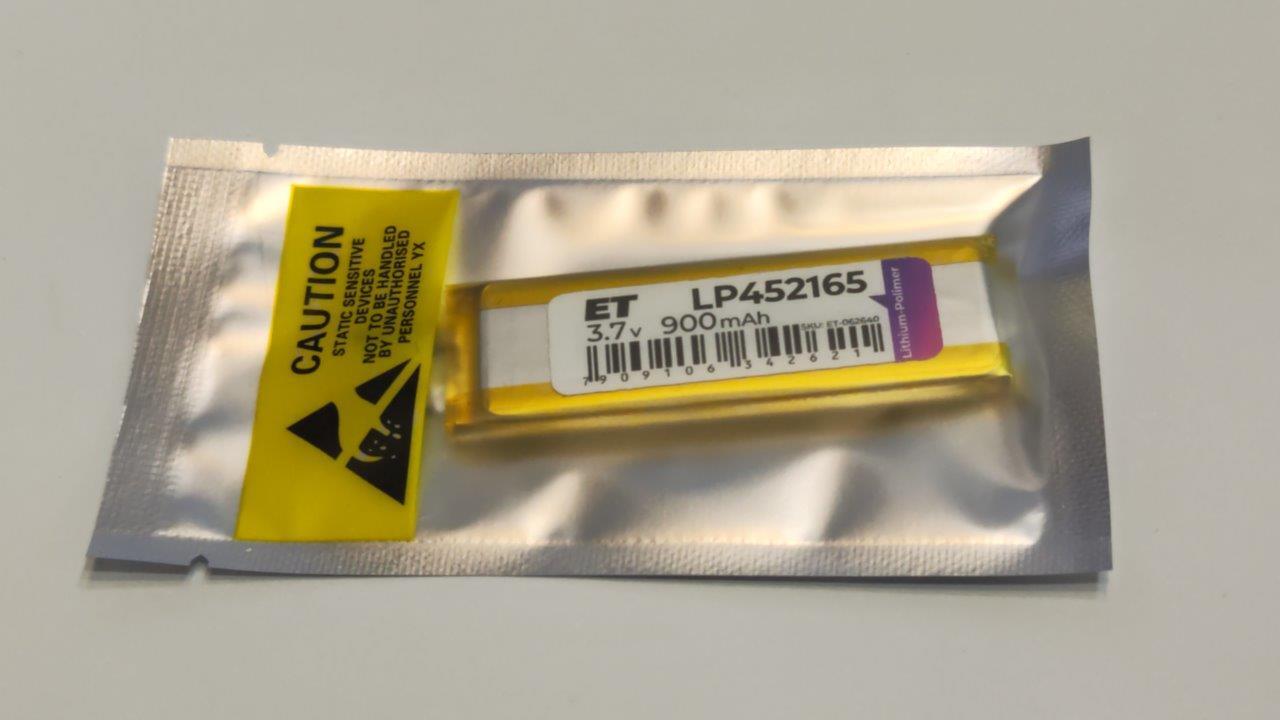 CAUTION
STATIC SENSITIVE
DEVICES
NOT TO BE HANDLED
BY UNAUTHORISED
PERSONNEL YX
ET LP452165
3.7v 900mAh
SKU: ET-062640
7909106342621
Lithium-Polimer